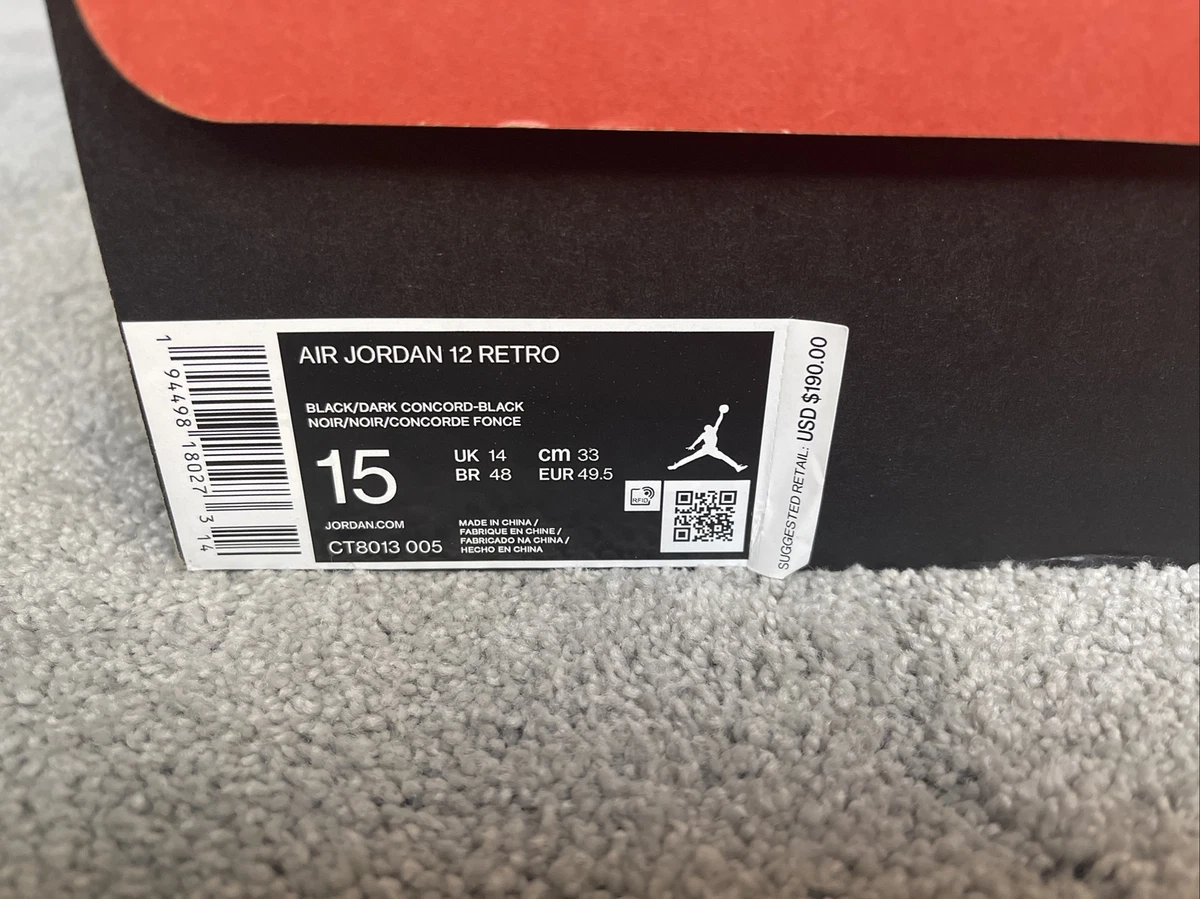 AIR JORDAN 12 RETRO
BLACK/DARK CONCORD-BLACK
NOIR/NOIR/CONCORDE FONCE
15
UK 14
cm 33
BR 48
EUR 49.5
JORDAN.COM
CT8013 005
MADE IN CHINA /
FABRIQUE EN CHINE /
FABRICADO NA CHINA /
HECHO EN CHINA
RFID
1 94498 18027 3 14
SUGGESTED RETAIL: USD $190.00